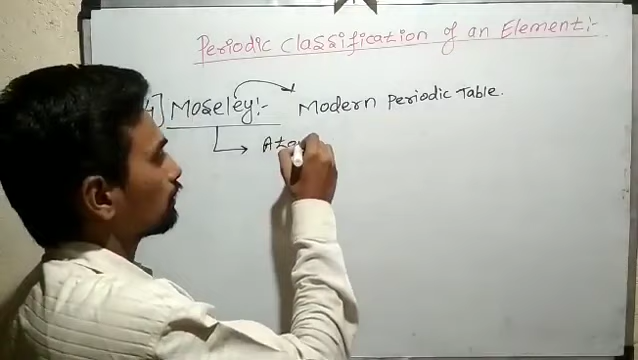 Periodic classification of an Element:-
4] Moseley:- Modern Periodic Table.
Ato